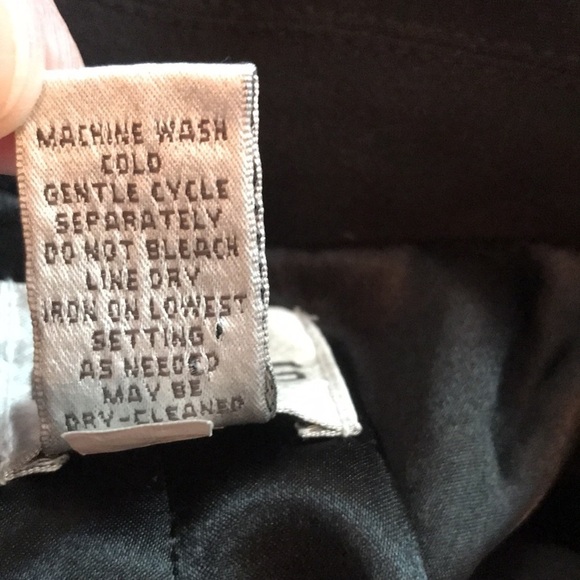 MACHINE WASH
COLD
GENTLE CYCLE
SEPARATELY
DO NOT BLEACH
LINE DRY
IRON ON LOWEST
SETTING
AS NEEDED
MAY BE
DRY-CLEANED